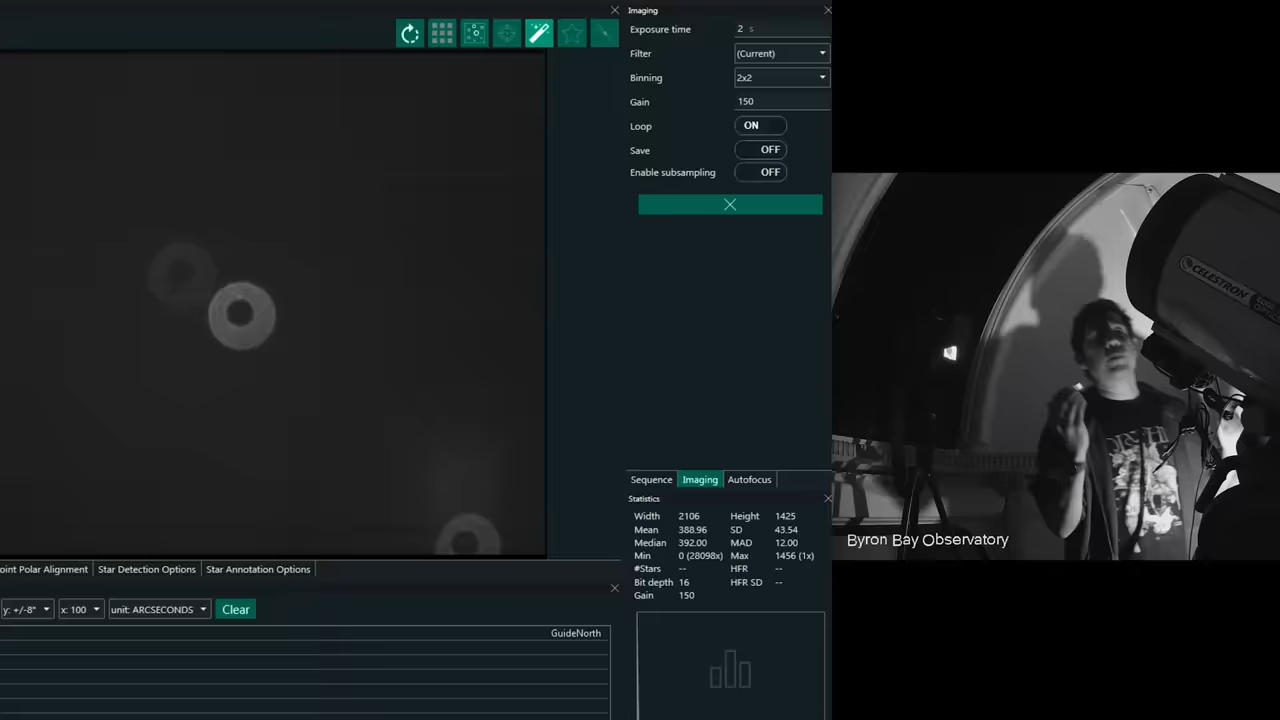 Imaging
Exposure time 2 s
Filter (Current)
Binning 2x2
Gain 150
Loop ON
Save OFF
Enable subsampling OFF
CELESTRON
Byron Bay Observatory
Sequence Imaging Autofocus
Statistics
Width 2106 Height 1425
Mean 388.96 SD 43.54
Median 392.00 MAD 12.00
Min 0 (28098x) Max 1456 (1x)
#Stars -- HFR --
Bit depth 16 HFR SD --
Gain 150
oint Polar Alignment Star Detection Options Star Annotation Options
y: +/-8" x: 100 unit: ARCSECONDS Clear
GuideNorth